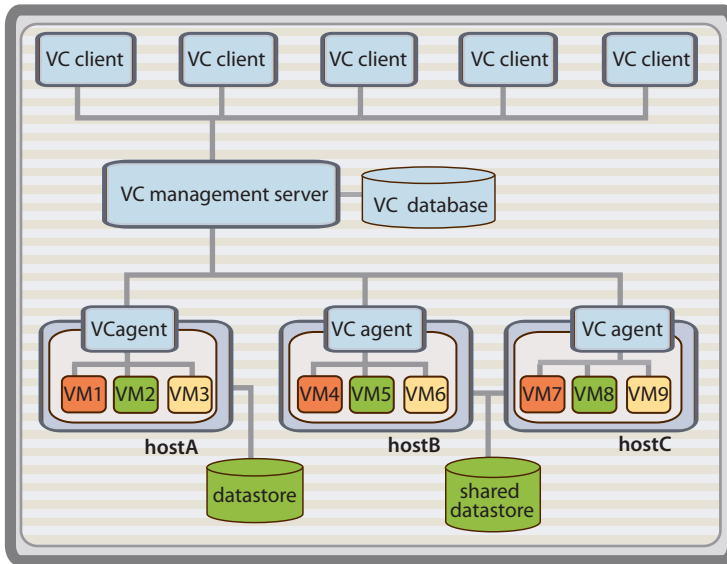 VC client
VC client
VC client
VC client
VC client
VC management server
VC database
VCagent
VC agent
VC agent
VM1
VM2
VM3
VM4
VM5
VM6
VM7
VM8
VM9
hostA
hostB
hostC
datastore
shared
datastore